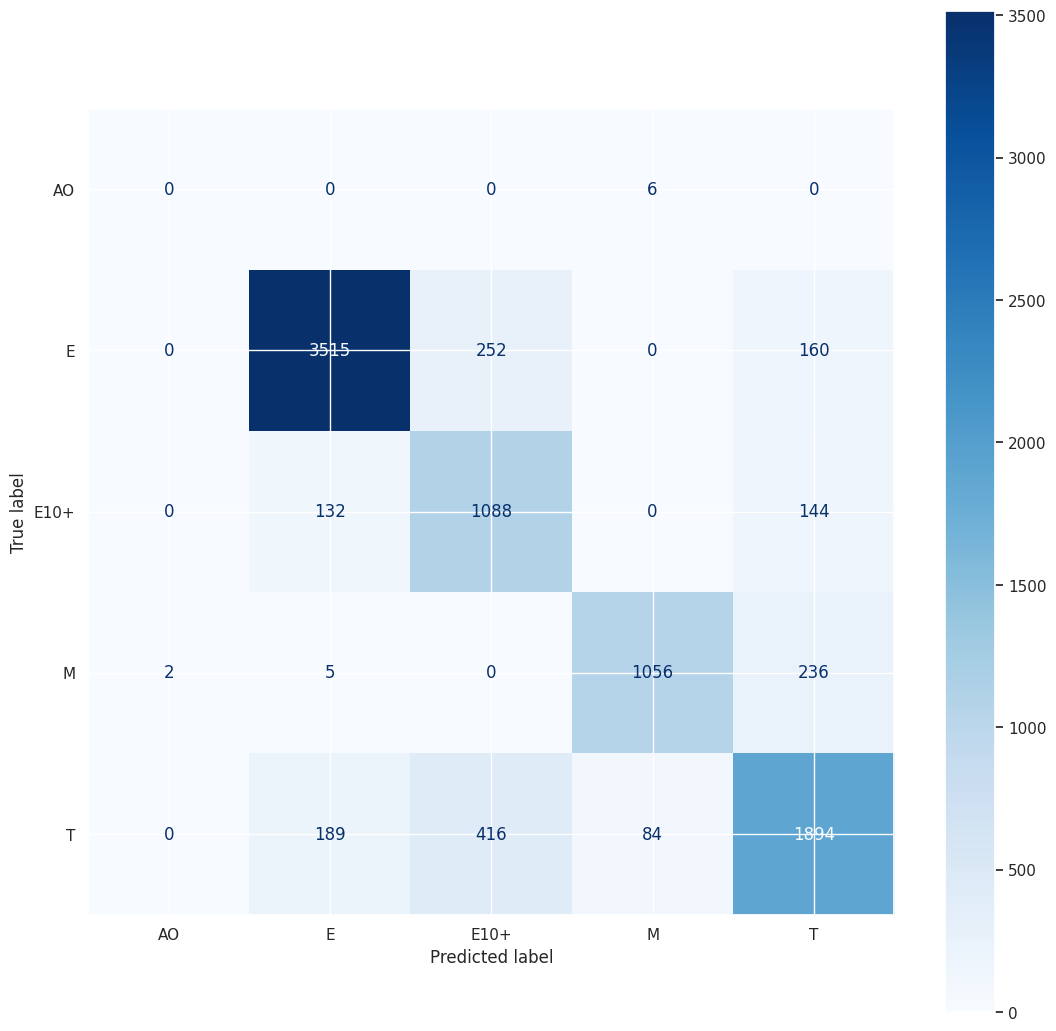 3500
3000
2500
2000
1500
1000
500
0
True label
AO 0 0 0 6 0
E 0 3515 252 0 160
E10+ 0 132 1088 0 144
M 2 5 0 1056 236
T 0 189 416 84 1894
AO E E10+ M T
Predicted label